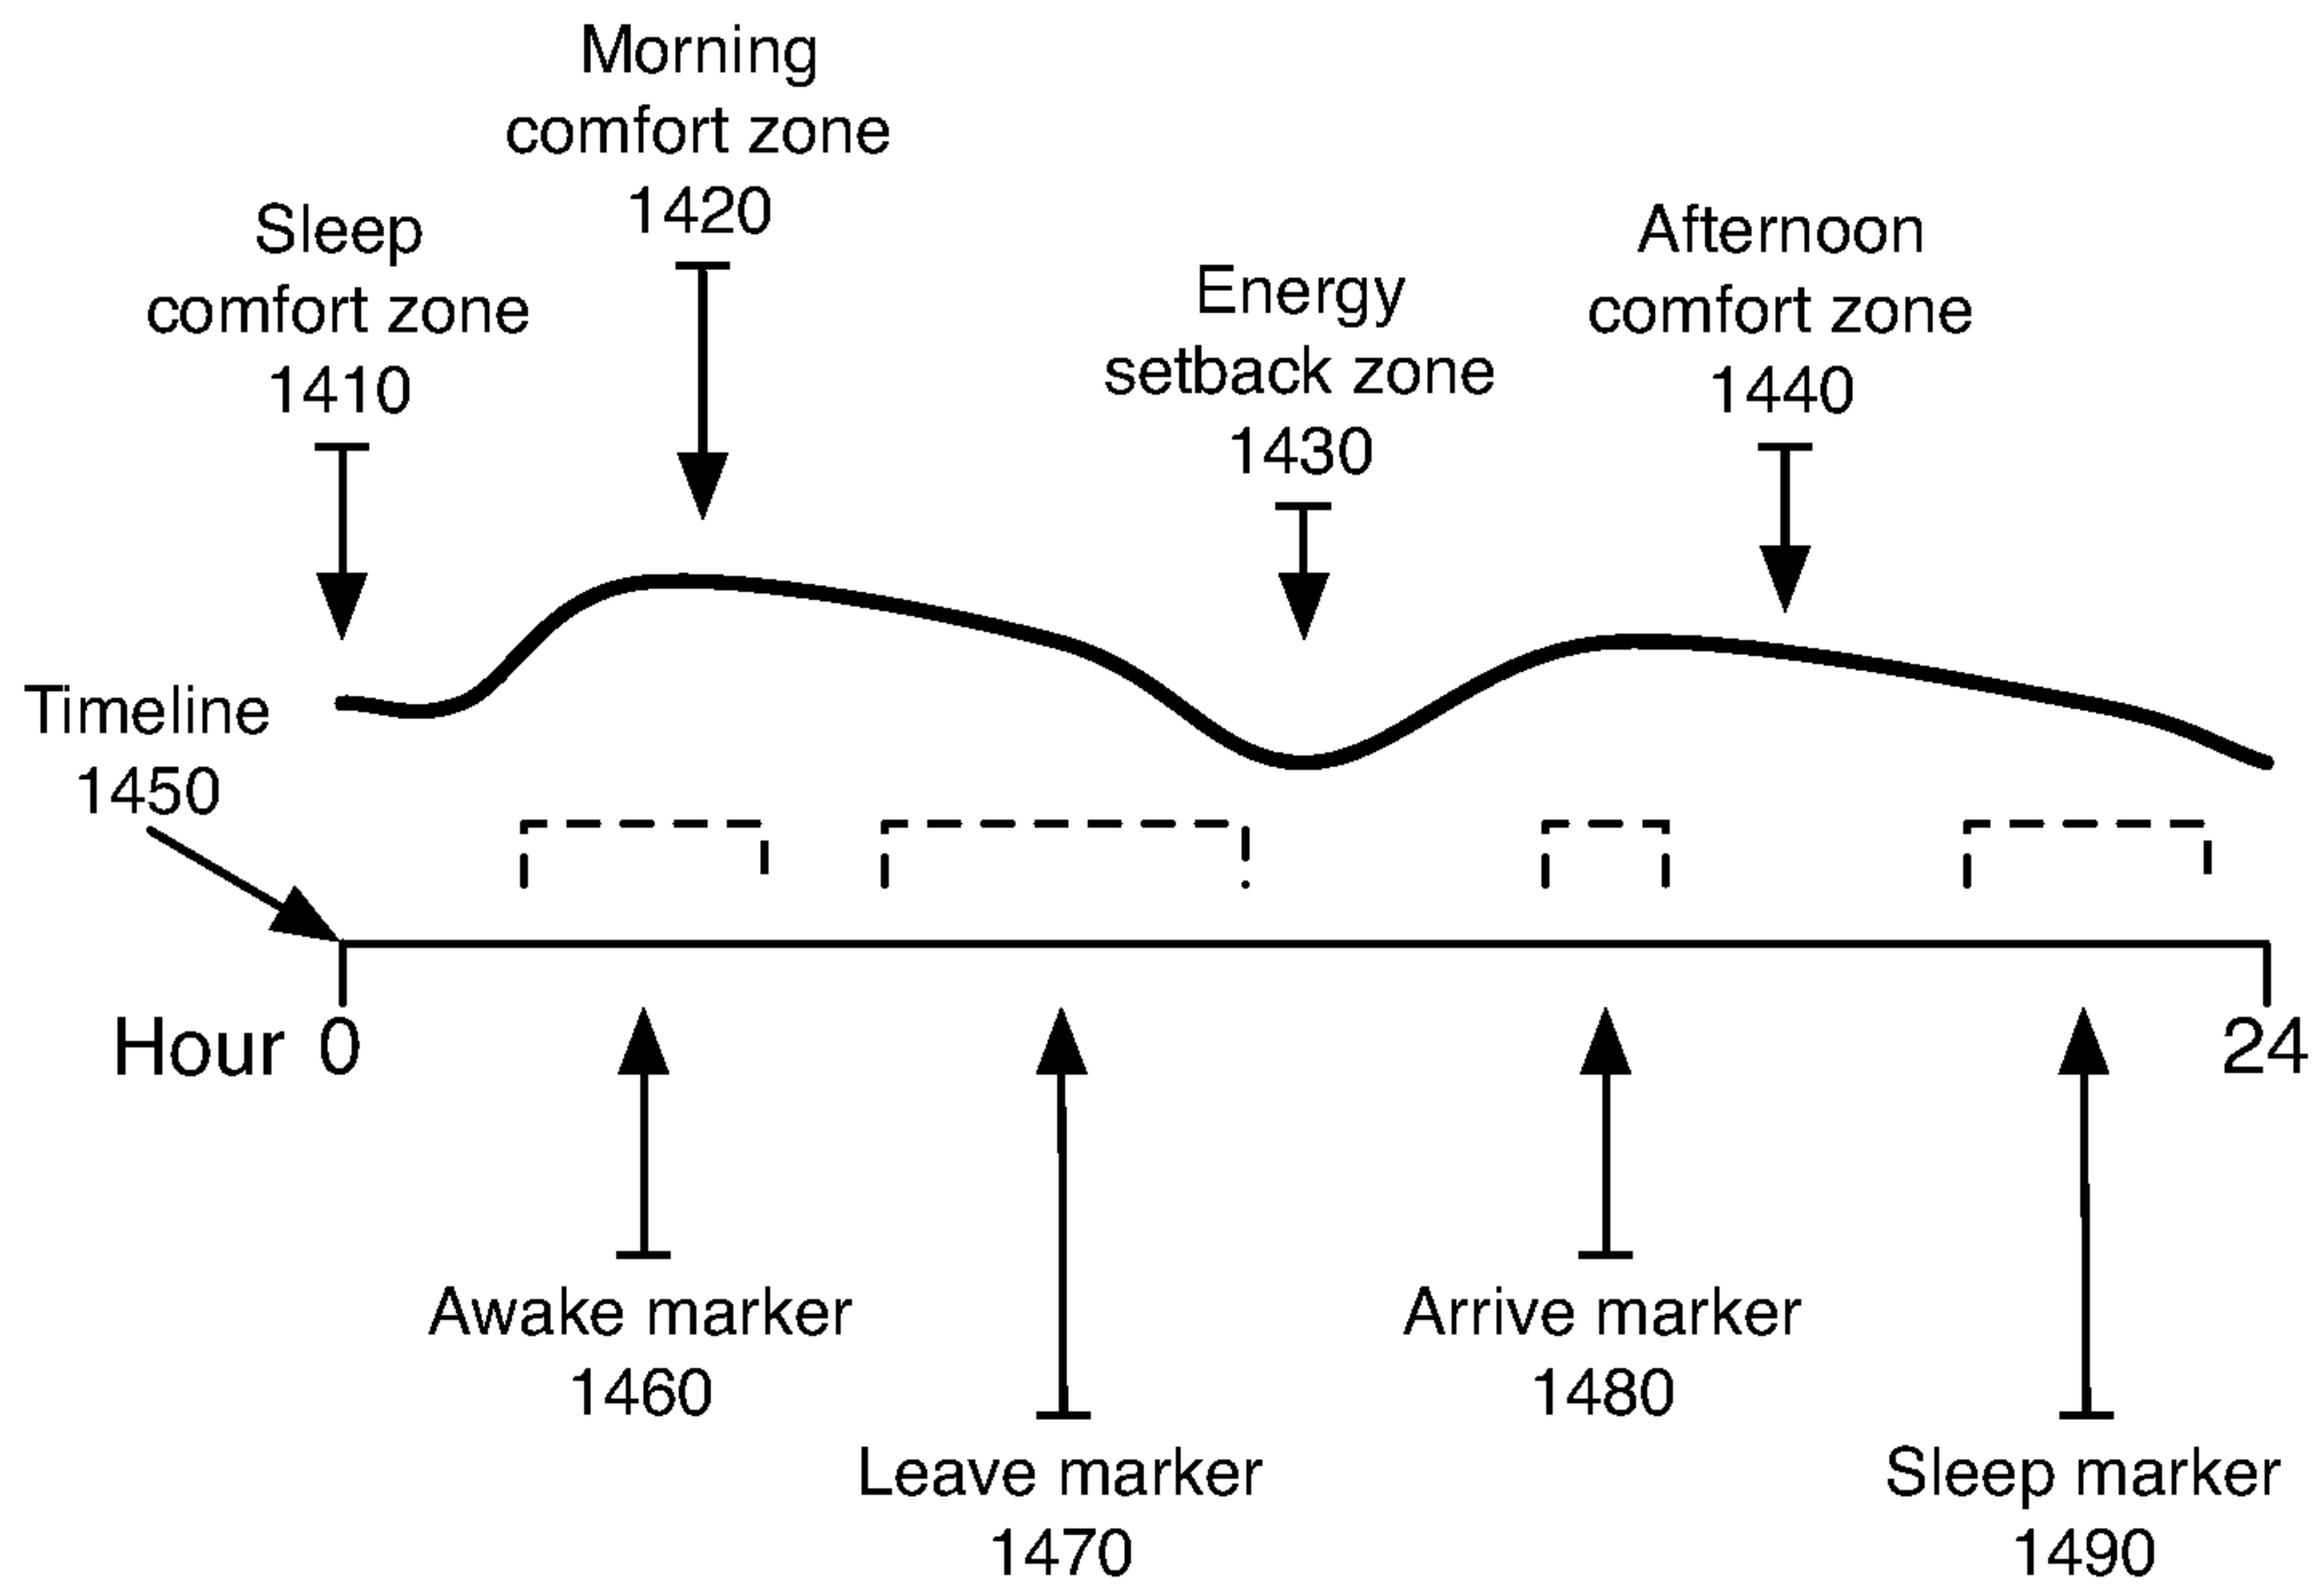 Morning
comfort zone
1420
Sleep
comfort zone
1410
Energy
setback zone
1430
Afternoon
comfort zone
1440
Timeline
1450
Hour 0
24
Awake marker
1460
Leave marker
1470
Arrive marker
1480
Sleep marker
1490